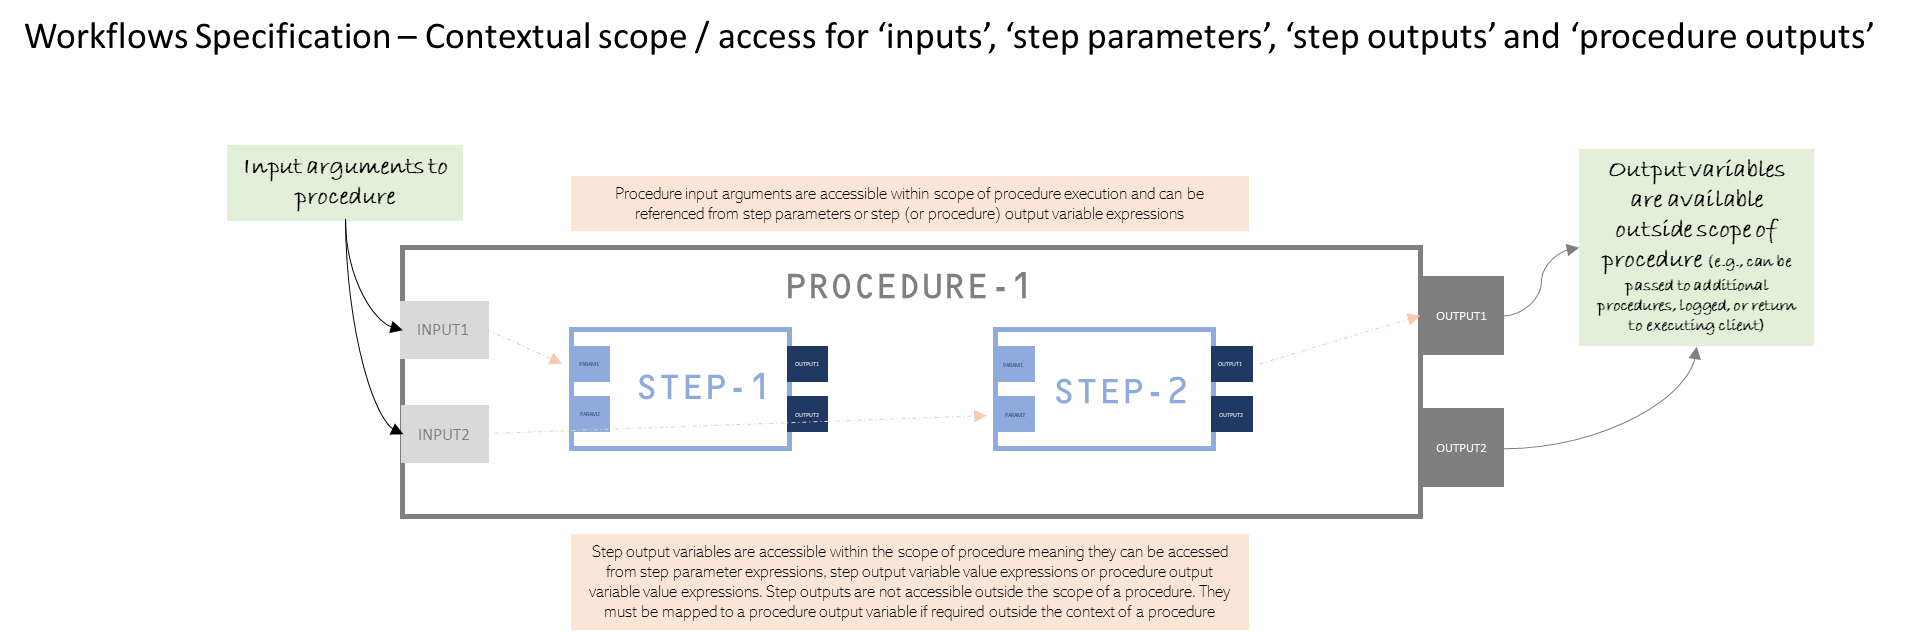 Workflows Specification – Contextual scope / access for ‘inputs’, ‘step parameters’, ‘step outputs’ and ‘procedure outputs’
Input arguments to
procedure
Procedure input arguments are accessible within scope of procedure execution and can be
referenced from step parameters or step (or procedure) output variable expressions
Output variables
are available
outside scope of
procedure (e.g., can be
passed to additional
procedures, logged, or return
to executing client)
PROCEDURE-1
INPUT1
INPUT2
PARAM1
PARAM2
STEP-1
OUTPUT1
OUTPUT2
PARAM1
PARAM2
STEP-2
OUTPUT1
OUTPUT2
OUTPUT1
OUTPUT2
Step output variables are accessible within the scope of procedure meaning they can be accessed
from step parameter expressions, step output variable value expressions or procedure output
variable value expressions. Step outputs are not accessible outside the scope of a procedure. They
must be mapped to a procedure output variable if required outside the context of a procedure